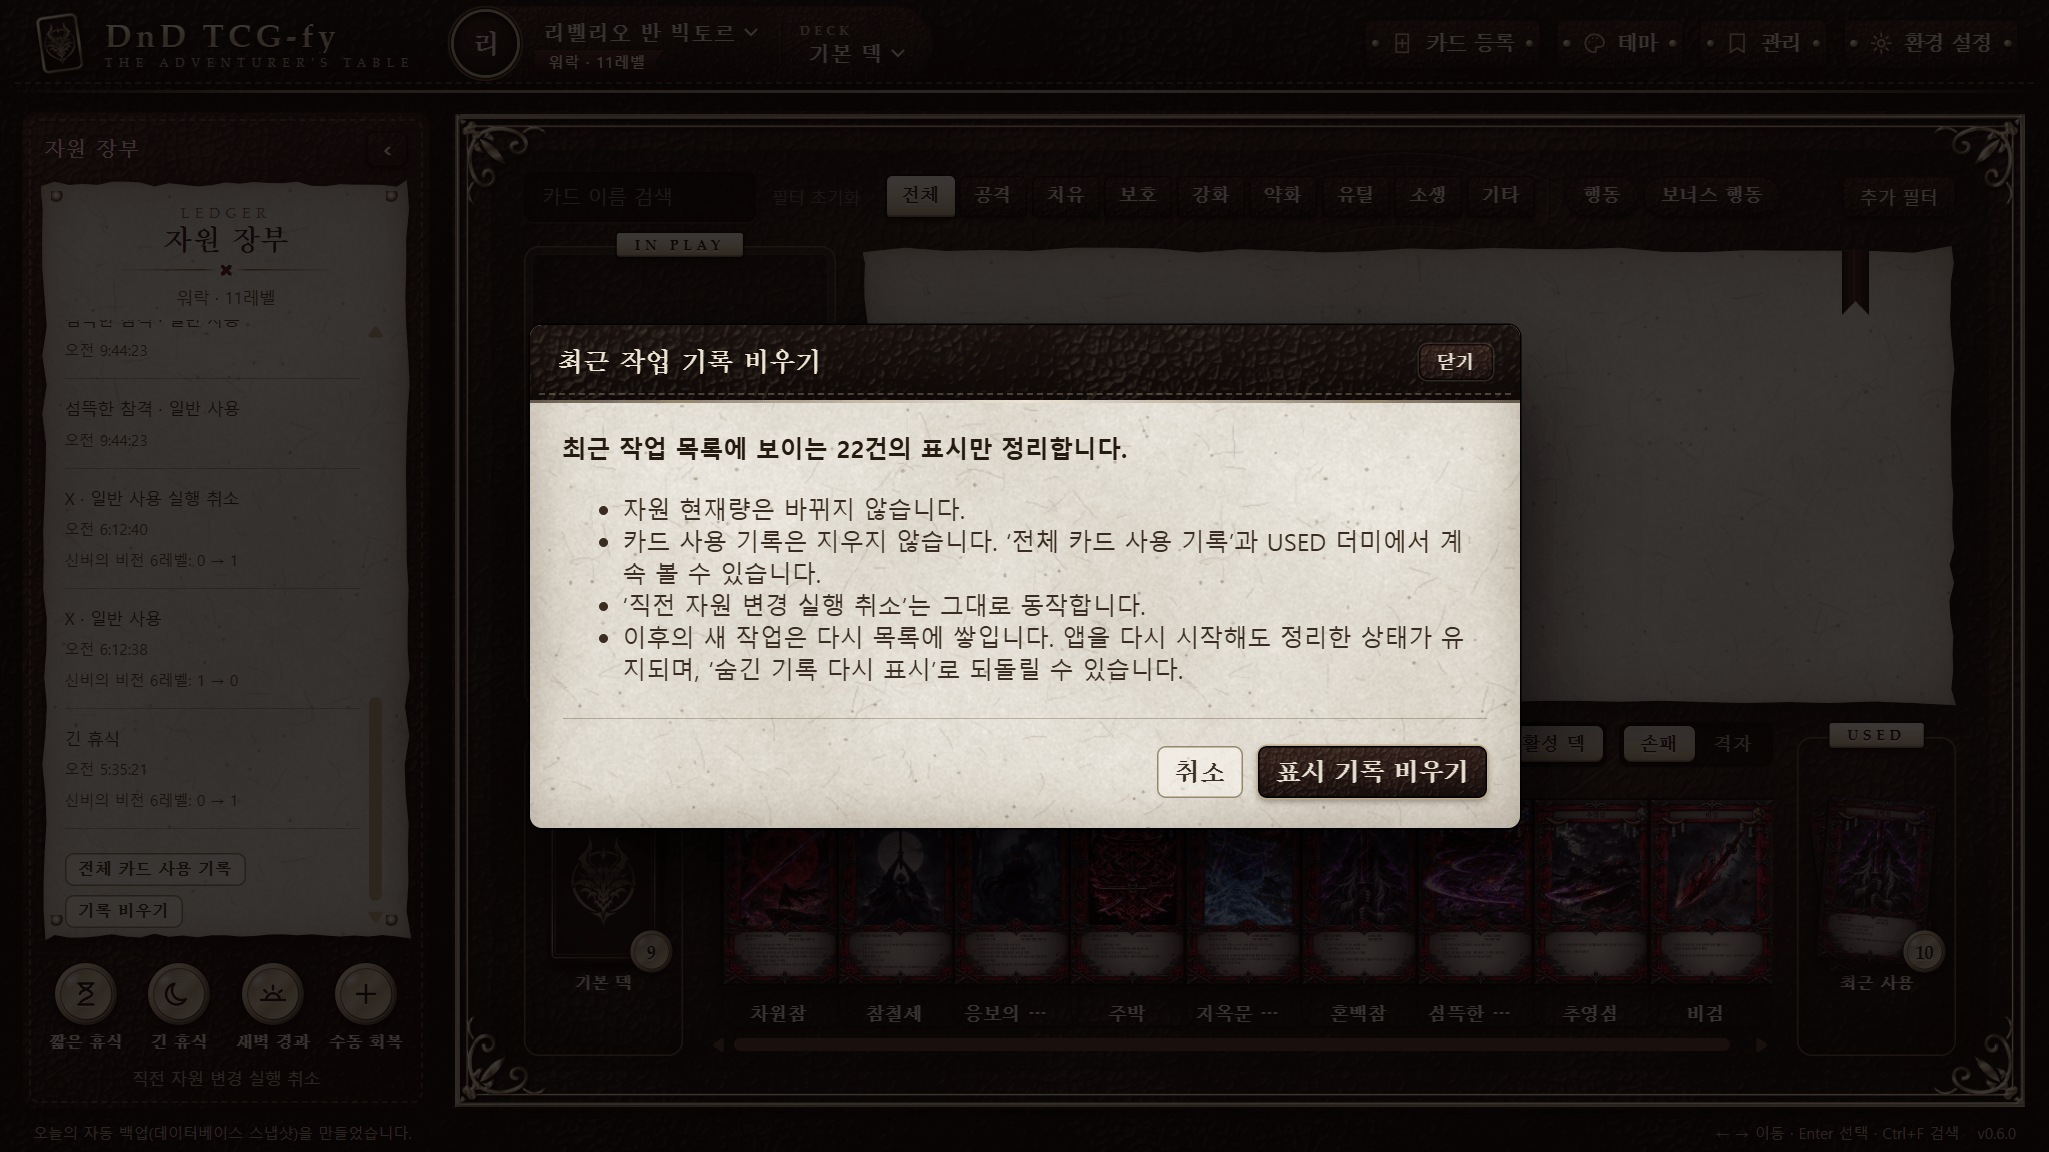 DnD TCG-fy
THE ADVENTURER'S TABLE
리
리벨리오 반 빅토르
워락 · 11레벨
DECK
기본 덱
카드 등록
테마
관리
환경 설정
자원 장부
LEDGER
자원 장부
워락 · 11레벨
섬뜩한 참격 · 일반 사용
오전 9:44:23
섬뜩한 참격 · 일반 사용
오전 9:44:23
X · 일반 사용 실행 취소
오전 6:12:40
신비의 비전 6레벨: 0 → 1
X · 일반 사용
오전 6:12:38
신비의 비전 6레벨: 1 → 0
긴 휴식
오전 5:35:21
신비의 비전 6레벨: 0 → 1
전체 카드 사용 기록
기록 비우기
짧은 휴식
긴 휴식
새벽 경과
수동 회복
직전 자원 변경 실행 취소
카드 이름 검색
필터 초기화
전체
공격
치유
보호
강화
약화
유틸
소생
기타
행동
보너스 행동
추가 필터
IN PLAY
최근 작업 기록 비우기
닫기
최근 작업 목록에 보이는 22건의 표시만 정리합니다.
• 자원 현재량은 바뀌지 않습니다.
• 카드 사용 기록은 지우지 않습니다. ‘전체 카드 사용 기록’과 USED 더미에서 계
속 볼 수 있습니다.
• ‘직전 자원 변경 실행 취소’는 그대로 동작합니다.
• 이후의 새 작업은 다시 목록에 쌓입니다. 앱을 다시 시작해도 정리한 상태가 유
지되며, ‘숨긴 기록 다시 표시’로 되돌릴 수 있습니다.
취소
표시 기록 비우기
활성 덱
손패
격자
USED
9
기본 덱
차원참
참철세
응보의 ···
주박
지옥문 ···
혼백참
섬뜩한 ···
추영섬
비검
10
최근 사용
오늘의 자동 백업(데이터베이스 스냅샷)을 만들었습니다.
← → 이동 · Enter 선택 · Ctrl+F 검색
v0.6.0